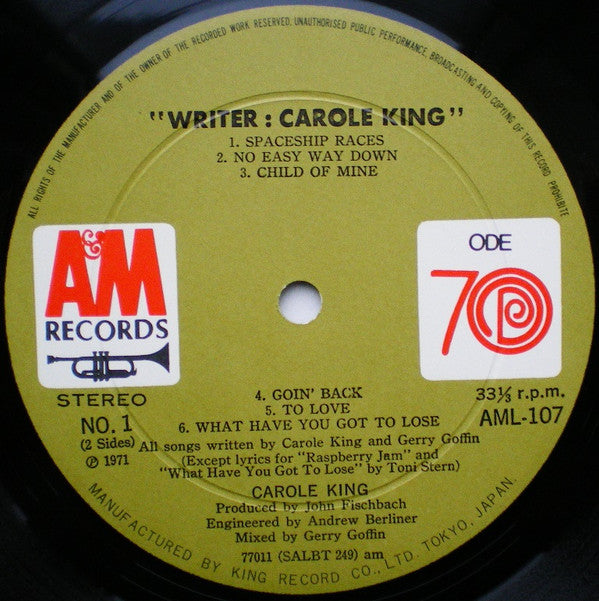 ALL RIGHTS OF THE MANUFACTURER AND OF THE OWNER OF THE RECORDED WORK RESERVED, UNAUTHORISED PUBLIC PERFORMANCE, BROADCASTING AND COPYING OF THIS RECORD PROHIBITE
"WRITER : CAROLE KING"
1. SPACESHIP RACES
2. NO EASY WAY DOWN
3. CHILD OF MINE
A&M
RECORDS
ODE
70
STEREO
4. GOIN' BACK
5. TO LOVE
6. WHAT HAVE YOU GOT TO LOSE
33⅓ r.p.m.
AML-107
NO. 1
(2 Sides)
℗ 1971
All songs written by Carole King and Gerry Goffin
(Except lyrics for "Raspberry Jam" and
"What Have You Got To Lose" by Toni Stern)
CAROLE KING
Produced by John Fischbach
Engineered by Andrew Berliner
Mixed by Gerry Goffin
77011 (SALBT 249) am
MANUFACTURED BY KING RECORD CO., LTD. TOKYO, JAPAN.